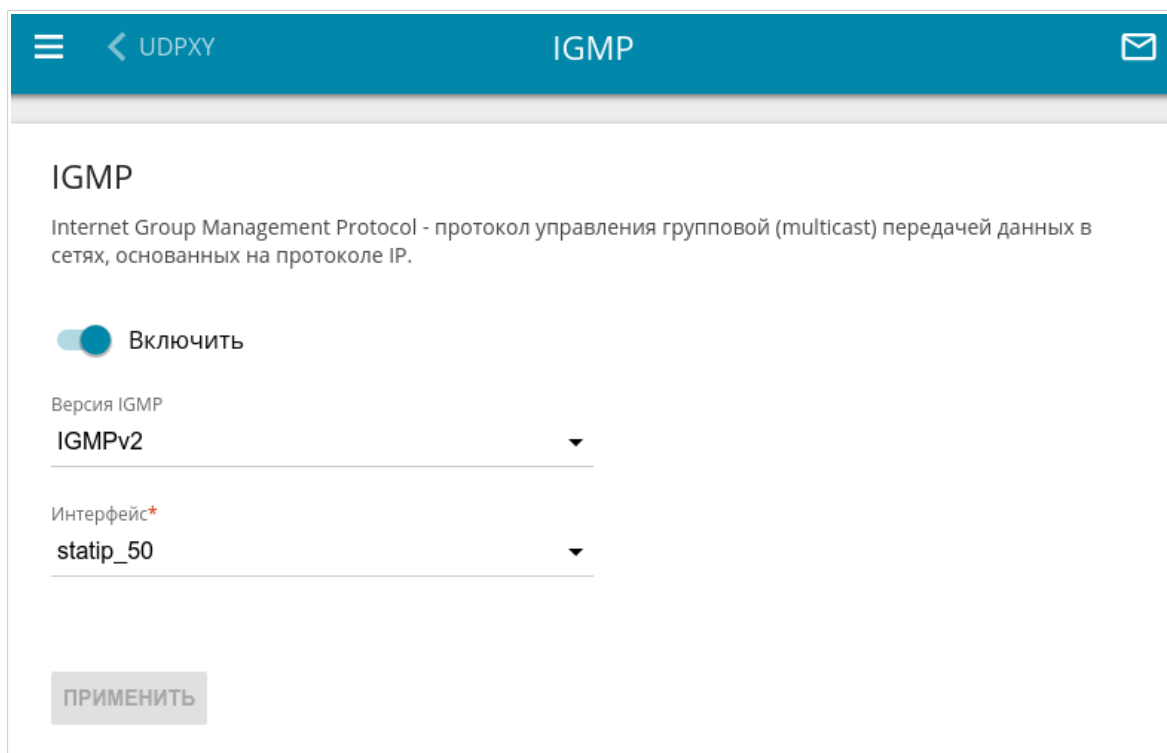 UDPXY
IGMP
IGMP
Internet Group Management Protocol - протокол управления групповой (multicast) передачей данных в
сетях, основанных на протоколе IP.
Включить
Версия IGMP
IGMPv2
Интерфейс*
statip_50
ПРИМЕНИТЬ